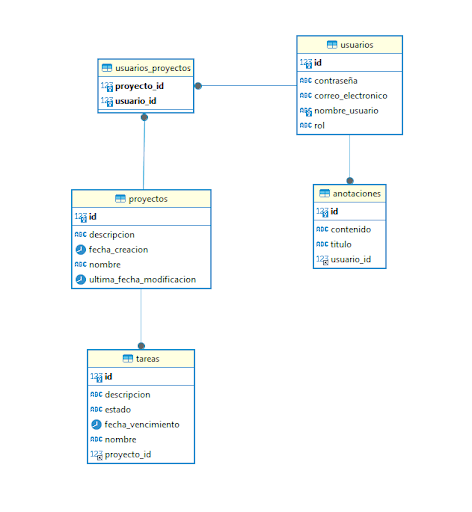 usuarios
id
contraseña
correo_electronico
nombre_usuario
rol
usuarios_proyectos
proyecto_id
usuario_id
anotaciones
id
contenido
titulo
usuario_id
proyectos
id
descripcion
fecha_creacion
nombre
ultima_fecha_modificacion
tareas
id
descripcion
estado
fecha_vencimiento
nombre
proyecto_id